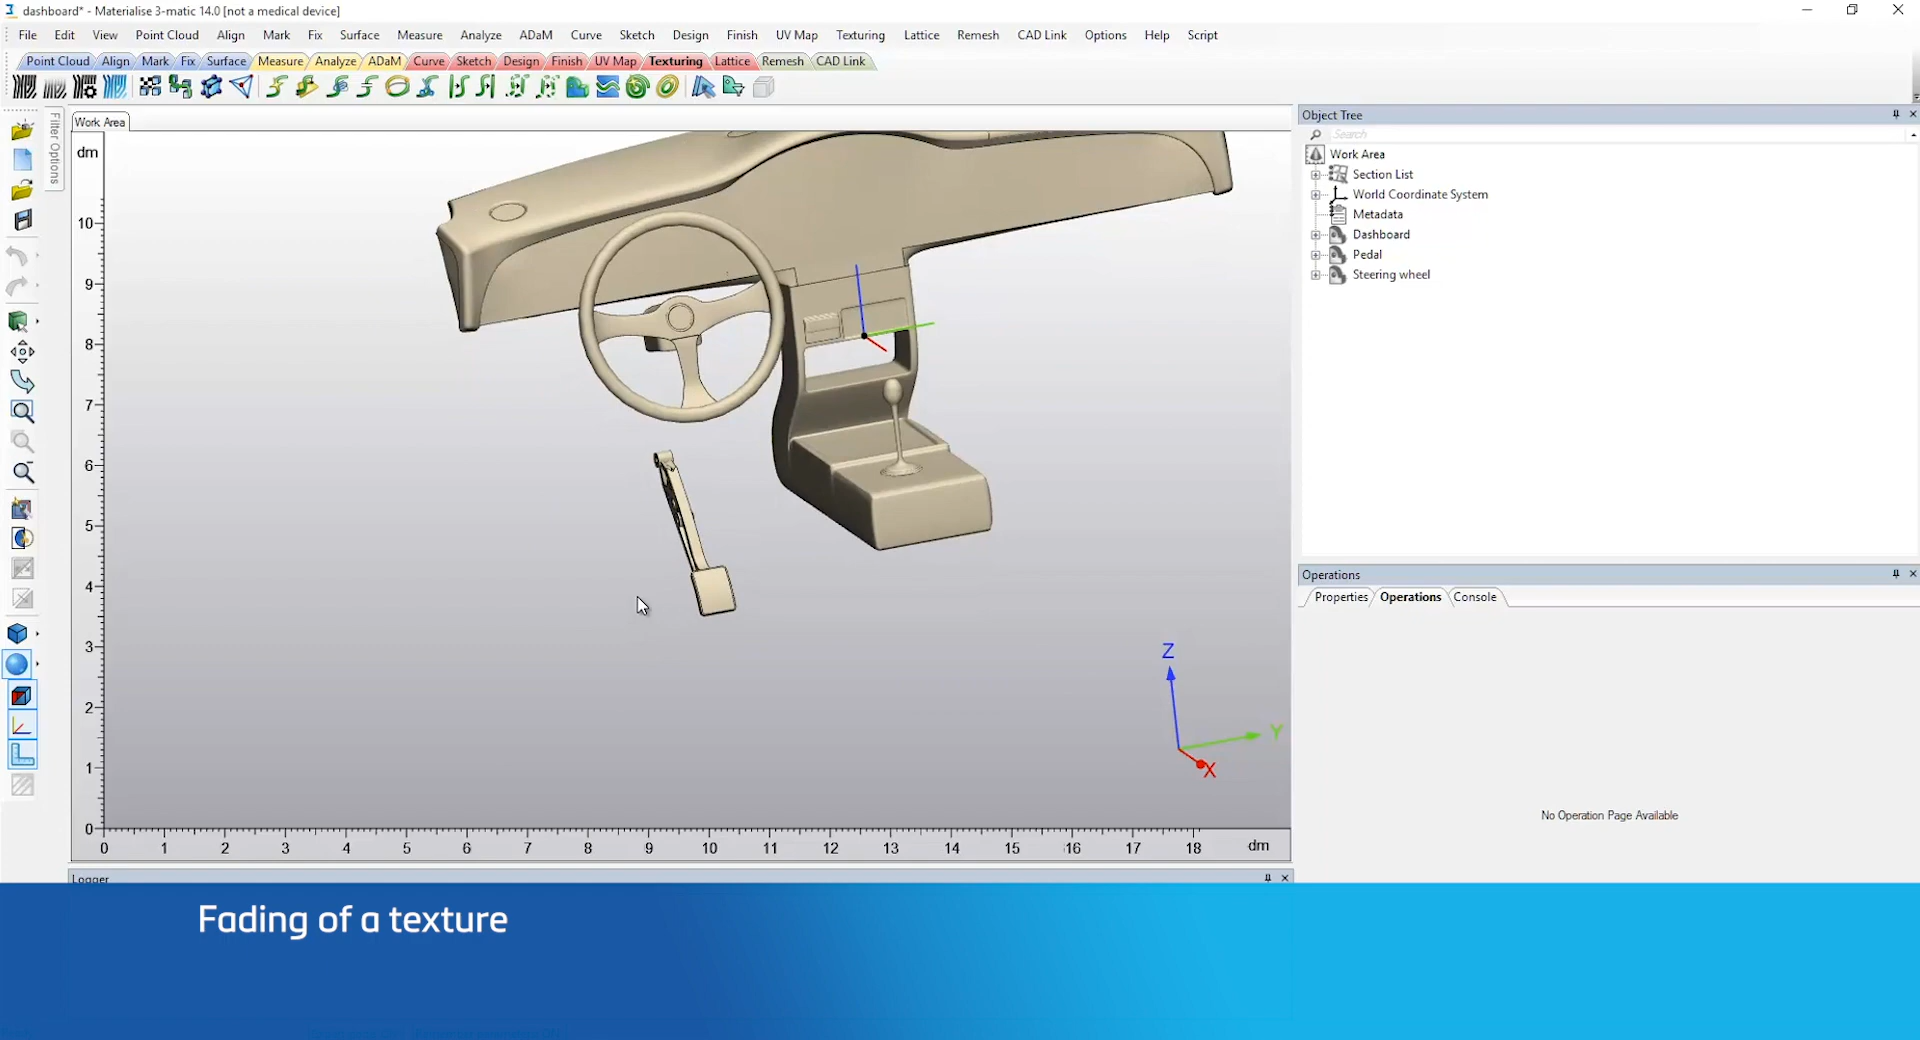 dashboard* - Materialise 3-matic 14.0 [not a medical device]
File Edit View Point Cloud Align Mark Fix Surface Measure Analyze ADaM Curve Sketch Design Finish UV Map Texturing Lattice Remesh CAD Link Options Help Script
Point Cloud Align Mark Fix Surface Measure Analyze ADaM Curve Sketch Design Finish UV Map Texturing Lattice Remesh CAD Link
Filter Options
Work Area
dm
10
9
8
7
6
5
4
3
2
1
0
0 1 2 3 4 5 6 7 8 9 10 11 12 13 14 15 16 17 18 dm
Z
Y
X
Object Tree
Search
Work Area
Section List
World Coordinate System
Metadata
Dashboard
Pedal
Steering wheel
Operations
Properties Operations Console
No Operation Page Available
Logger
Fading of a texture